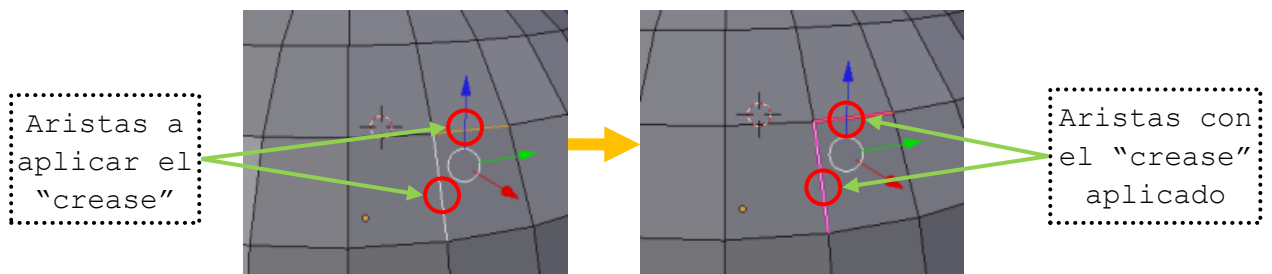 Aristas a
aplicar el
“crease”
Aristas con
el “crease”
aplicado